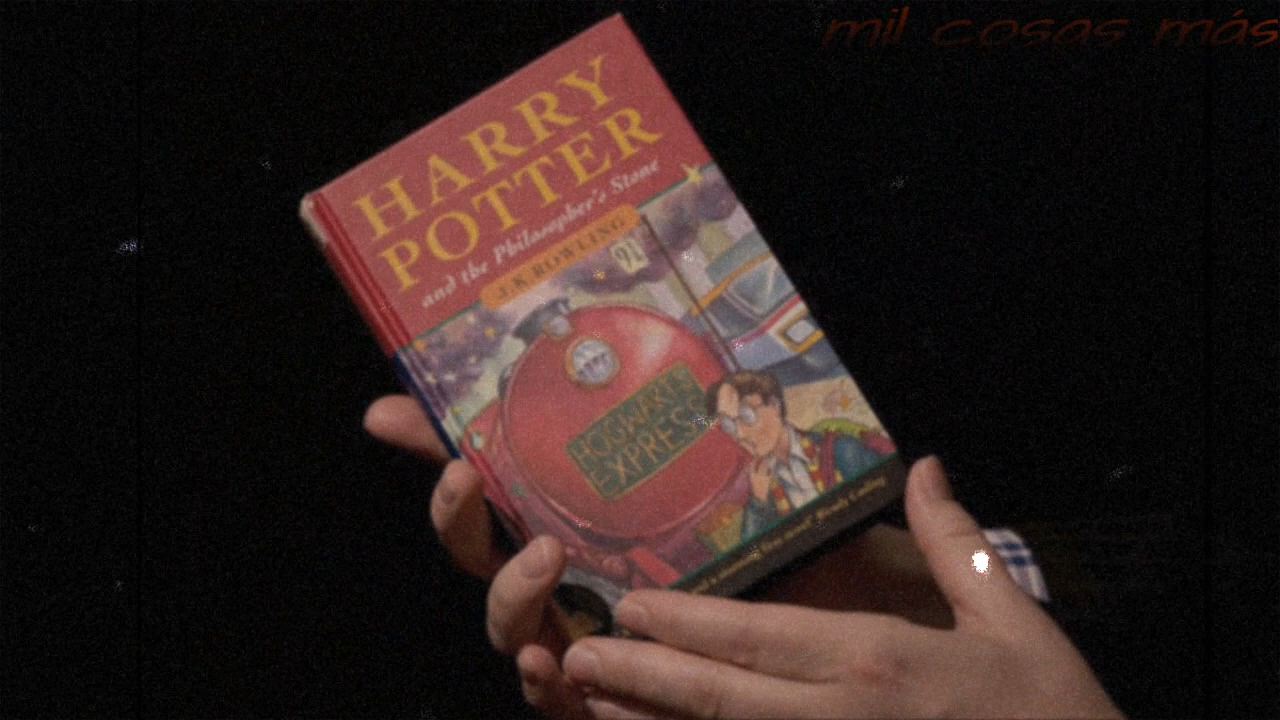 mil cosas más
HARRY
POTTER
and the Philosopher's Stone
J.K.ROWLING
9¾
HOGWARTS
EXPRESS